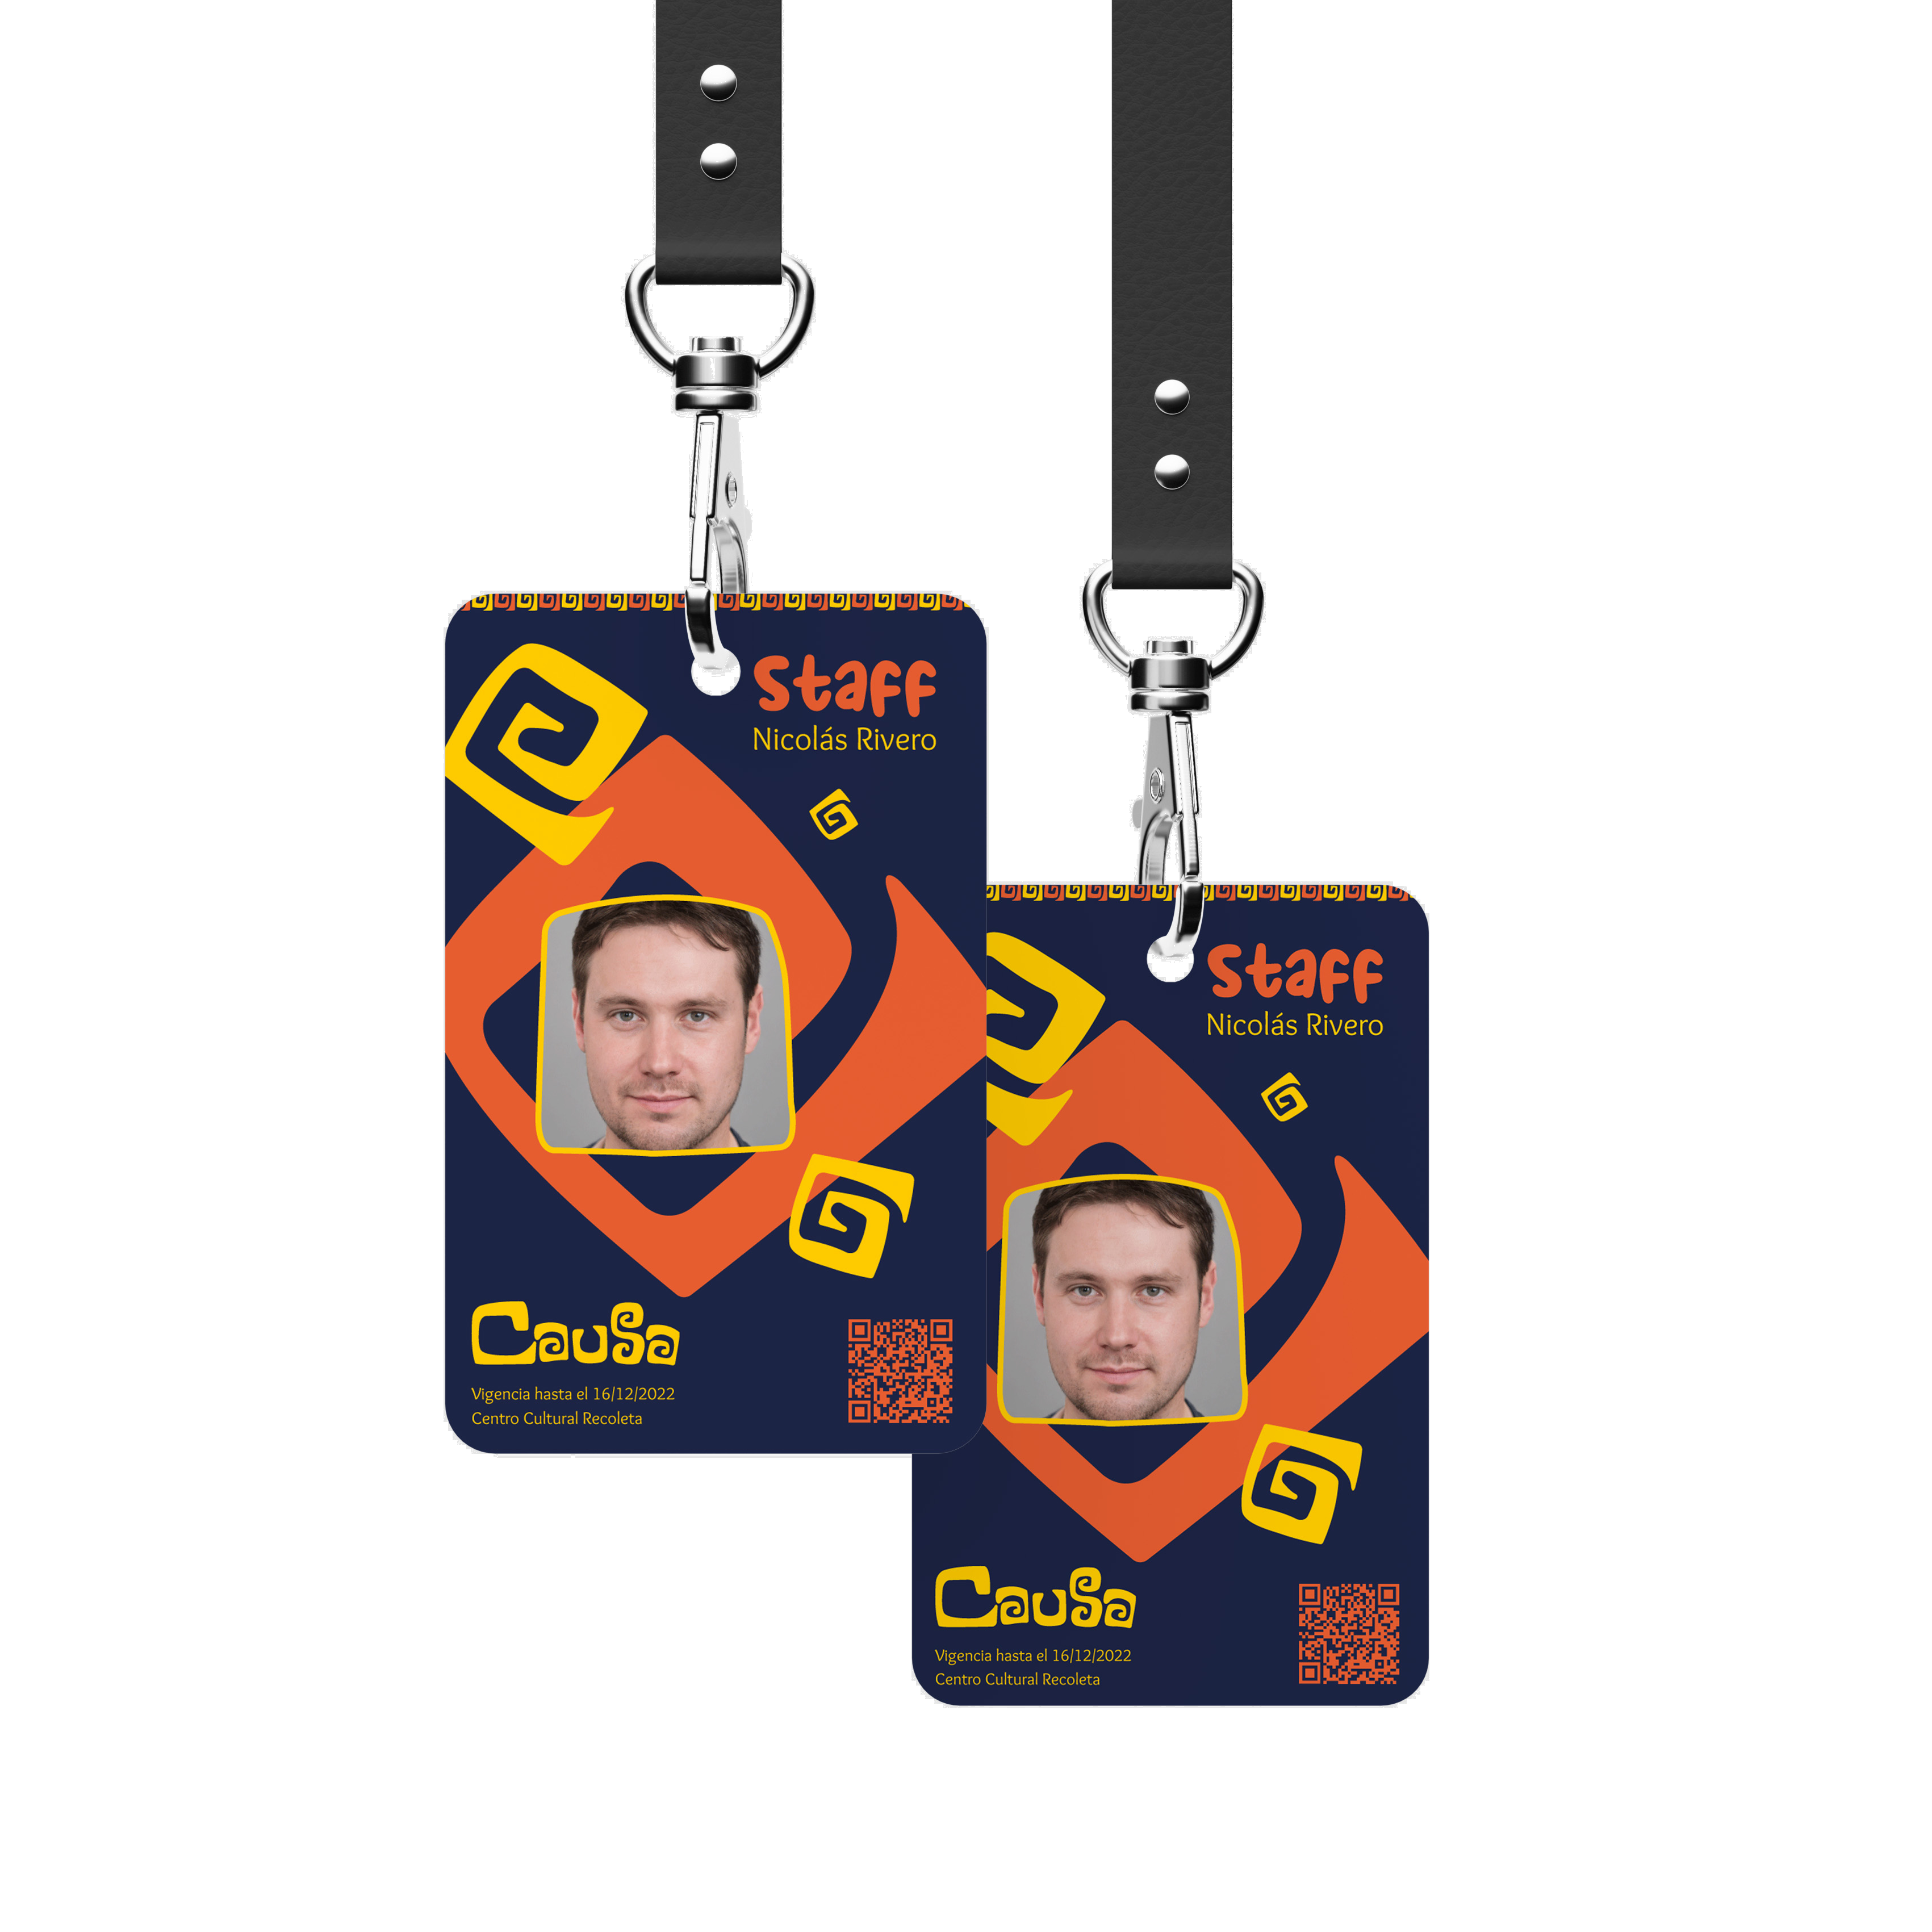 Staff
Nicolás Rivero
Causa
Vigencia hasta el 16/12/2022
Centro Cultural Recoleta
Staff
Nicolás Rivero
Causa
Vigencia hasta el 16/12/2022
Centro Cultural Recoleta